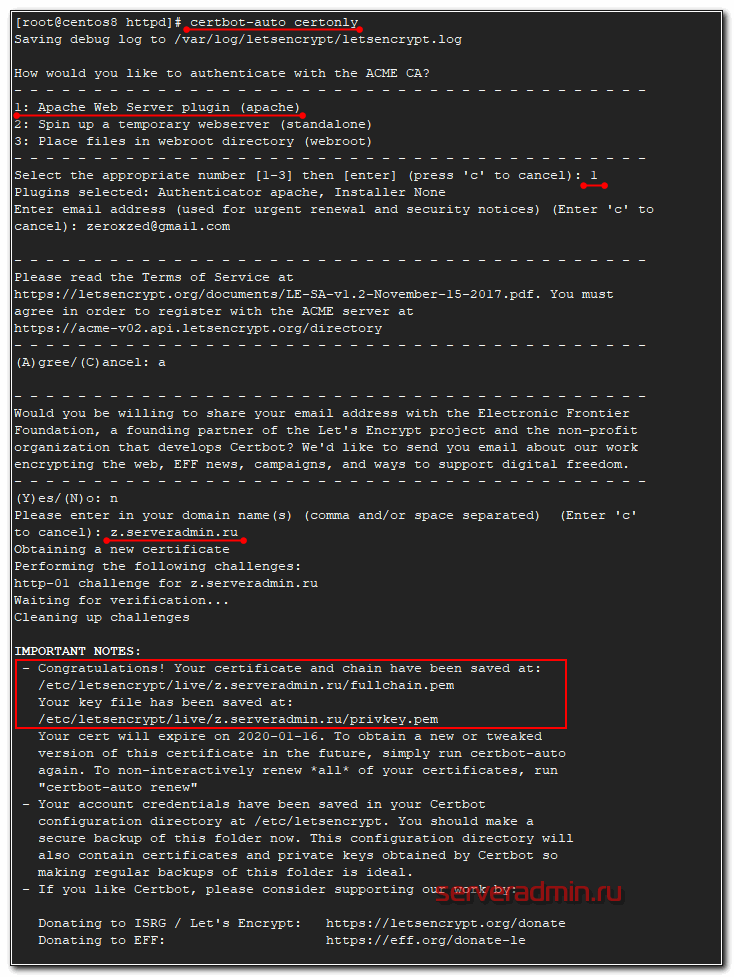 [root@centos8 httpd]# certbot-auto certonly
Saving debug log to /var/log/letsencrypt/letsencrypt.log
How would you like to authenticate with the ACME CA?
- - - - - - - - - - - - - - - - - - - - - - - - - - - - - - - - - - - - - - - -
1: Apache Web Server plugin (apache)
2: Spin up a temporary webserver (standalone)
3: Place files in webroot directory (webroot)
- - - - - - - - - - - - - - - - - - - - - - - - - - - - - - - - - - - - - - - -
Select the appropriate number [1-3] then [enter] (press 'c' to cancel): 1
Plugins selected: Authenticator apache, Installer None
Enter email address (used for urgent renewal and security notices) (Enter 'c' to
cancel): zeroxzed@gmail.com
- - - - - - - - - - - - - - - - - - - - - - - - - - - - - - - - - - - - - - - -
Please read the Terms of Service at
https://letsencrypt.org/documents/LE-SA-v1.2-November-15-2017.pdf. You must
agree in order to register with the ACME server at
https://acme-v02.api.letsencrypt.org/directory
- - - - - - - - - - - - - - - - - - - - - - - - - - - - - - - - - - - - - - - -
(A)gree/(C)ancel: a
- - - - - - - - - - - - - - - - - - - - - - - - - - - - - - - - - - - - - - - -
Would you be willing to share your email address with the Electronic Frontier
Foundation, a founding partner of the Let's Encrypt project and the non-profit
organization that develops Certbot? We'd like to send you email about our work
encrypting the web, EFF news, campaigns, and ways to support digital freedom.
- - - - - - - - - - - - - - - - - - - - - - - - - - - - - - - - - - - - - - - -
(Y)es/(N)o: n
Please enter in your domain name(s) (comma and/or space separated)  (Enter 'c'
to cancel): z.serveradmin.ru
Obtaining a new certificate
Performing the following challenges:
http-01 challenge for z.serveradmin.ru
Waiting for verification...
Cleaning up challenges
IMPORTANT NOTES:
- Congratulations! Your certificate and chain have been saved at:
/etc/letsencrypt/live/z.serveradmin.ru/fullchain.pem
Your key file has been saved at:
/etc/letsencrypt/live/z.serveradmin.ru/privkey.pem
Your cert will expire on 2020-01-16. To obtain a new or tweaked
version of this certificate in the future, simply run certbot-auto
again. To non-interactively renew *all* of your certificates, run
"certbot-auto renew"
- Your account credentials have been saved in your Certbot
configuration directory at /etc/letsencrypt. You should make a
secure backup of this folder now. This configuration directory will
also contain certificates and private keys obtained by Certbot so
making regular backups of this folder is ideal.
- If you like Certbot, please consider supporting our work by:
serveradmin.ru
Donating to ISRG / Let's Encrypt:   https://letsencrypt.org/donate
Donating to EFF:                    https://eff.org/donate-le